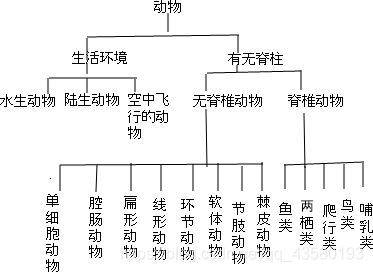 动物
生活环境
有无脊柱
水生动物
陆生动物
空中飞
行的动
物
无脊椎动物
脊椎动物
单细胞动物
腔肠动物
扁形动物
线形动物
环节动物
软体动物
节肢动物
棘皮动物
鱼类
两栖类
爬行类
鸟类
哺乳类